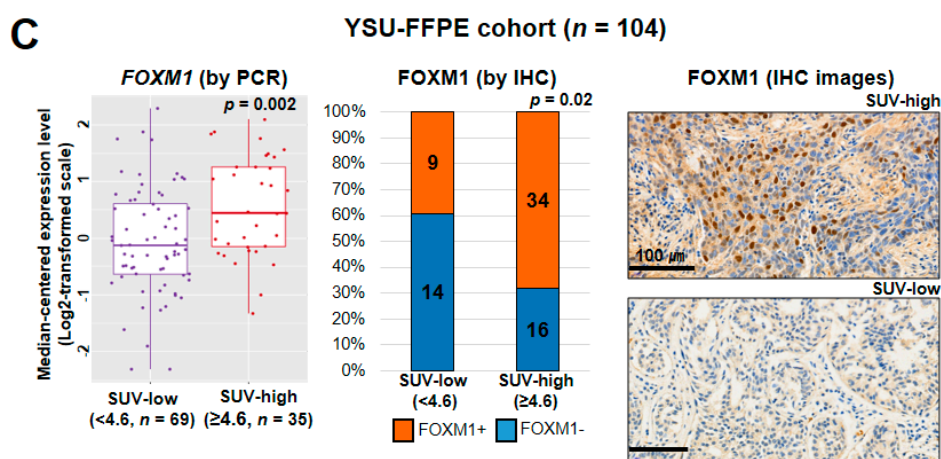 C
YSU-FFPE cohort (n = 104)
FOXM1 (by PCR)
p = 0.002
Median-centered expression level
(Log2-transformed scale)
2
1
0
-1
-2
SUV-low
(<4.6, n = 69)
SUV-high
(≥4.6, n = 35)
FOXM1 (by IHC)
p = 0.02
100%
90%
80%
70%
60%
50%
40%
30%
20%
10%
0%
9
14
34
16
SUV-low
(<4.6)
SUV-high
(≥4.6)
FOXM1+
FOXM1-
FOXM1 (IHC images)
SUV-high
100 ㎛
SUV-low